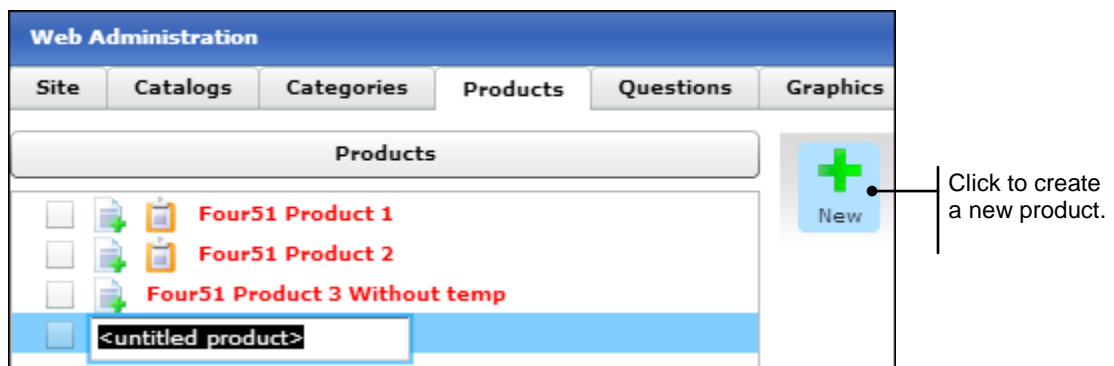 Web Administration
Site Catalogs Categories Products Questions Graphics
Products
New
Click to create
a new product.
Four51 Product 1
Four51 Product 2
Four51 Product 3 Without temp
<untitled product>